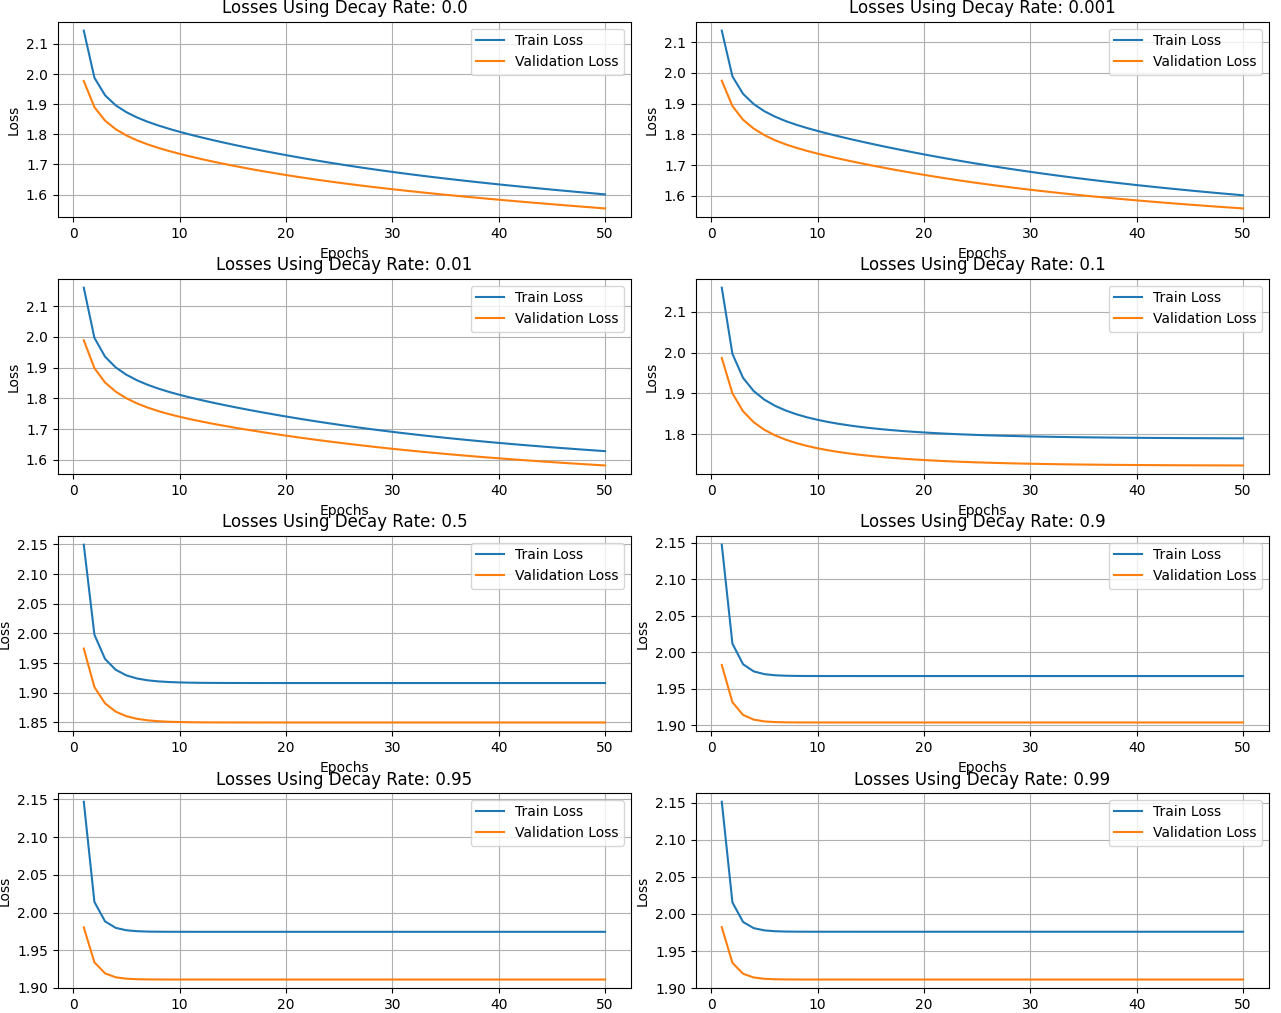 Losses Using Decay Rate: 0.0
Loss
2.1
2.0
1.9
1.8
1.7
1.6
Train Loss
Validation Loss
0 10 20 30 40 50
Epochs
Losses Using Decay Rate: 0.001
Loss
2.1
2.0
1.9
1.8
1.7
1.6
Train Loss
Validation Loss
0 10 20 30 40 50
Epochs
Losses Using Decay Rate: 0.01
Loss
2.1
2.0
1.9
1.8
1.7
1.6
Train Loss
Validation Loss
0 10 20 30 40 50
Epochs
Losses Using Decay Rate: 0.1
Loss
2.1
2.0
1.9
1.8
Train Loss
Validation Loss
0 10 20 30 40 50
Epochs
Losses Using Decay Rate: 0.5
Loss
2.15
2.10
2.05
2.00
1.95
1.90
1.85
Train Loss
Validation Loss
0 10 20 30 40 50
Epochs
Losses Using Decay Rate: 0.9
Loss
2.15
2.10
2.05
2.00
1.95
1.90
Train Loss
Validation Loss
0 10 20 30 40 50
Epochs
Losses Using Decay Rate: 0.95
Loss
2.15
2.10
2.05
2.00
1.95
1.90
Train Loss
Validation Loss
0 10 20 30 40 50
Losses Using Decay Rate: 0.99
Loss
2.15
2.10
2.05
2.00
1.95
1.90
Train Loss
Validation Loss
0 10 20 30 40 50